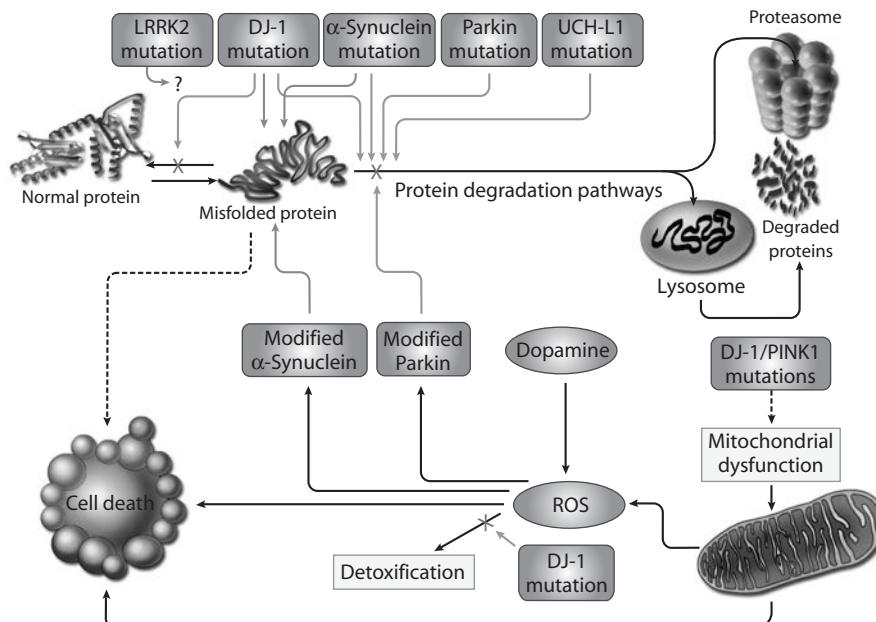 LRRK2
mutation
DJ-1
mutation
α-Synuclein
mutation
Parkin
mutation
UCH-L1
mutation
Proteasome
?
X
X
Normal protein
Misfolded protein
Protein degradation pathways
Lysosome
Degraded
proteins
Modified
α-Synuclein
Modified
Parkin
Dopamine
DJ-1/PINK1
mutations
Mitochondrial
dysfunction
Cell death
ROS
X
Detoxification
DJ-1
mutation